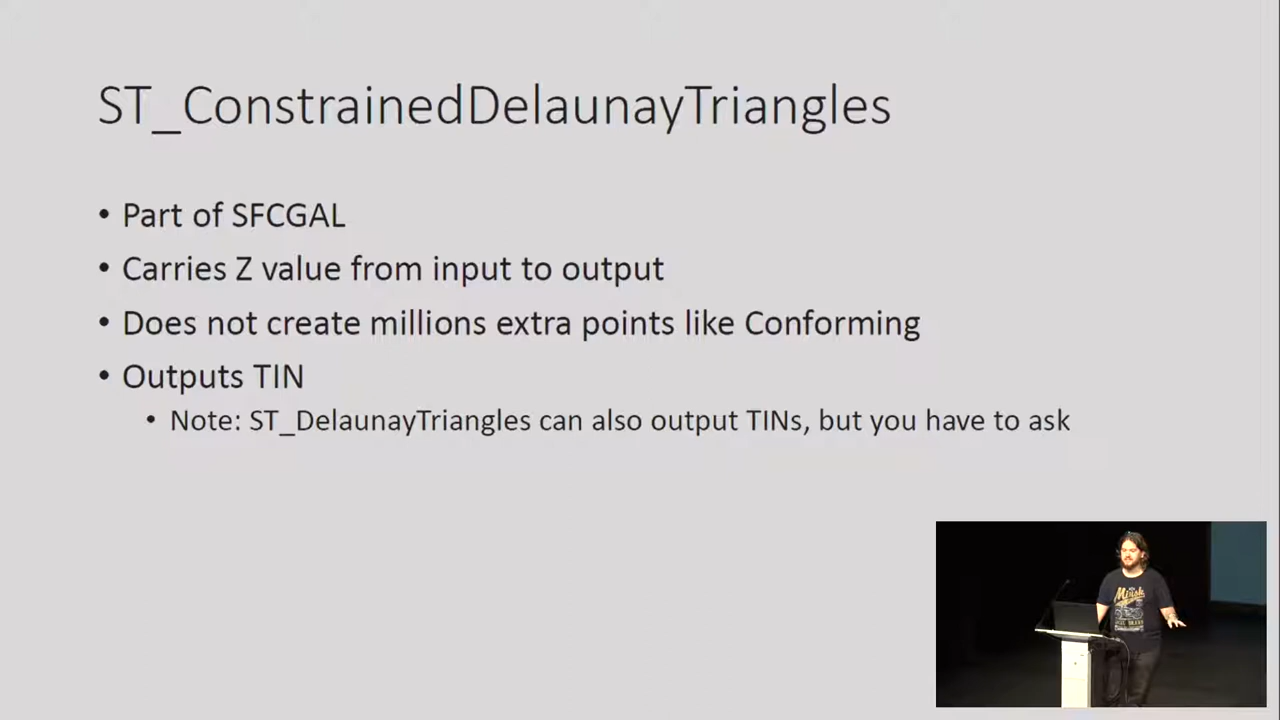 ST_ConstrainedDelaunayTriangles
• Part of SFCGAL
• Carries Z value from input to output
• Does not create millions extra points like Conforming
• Outputs TIN
• Note: ST_DelaunayTriangles can also output TINs, but you have to ask
Minsk